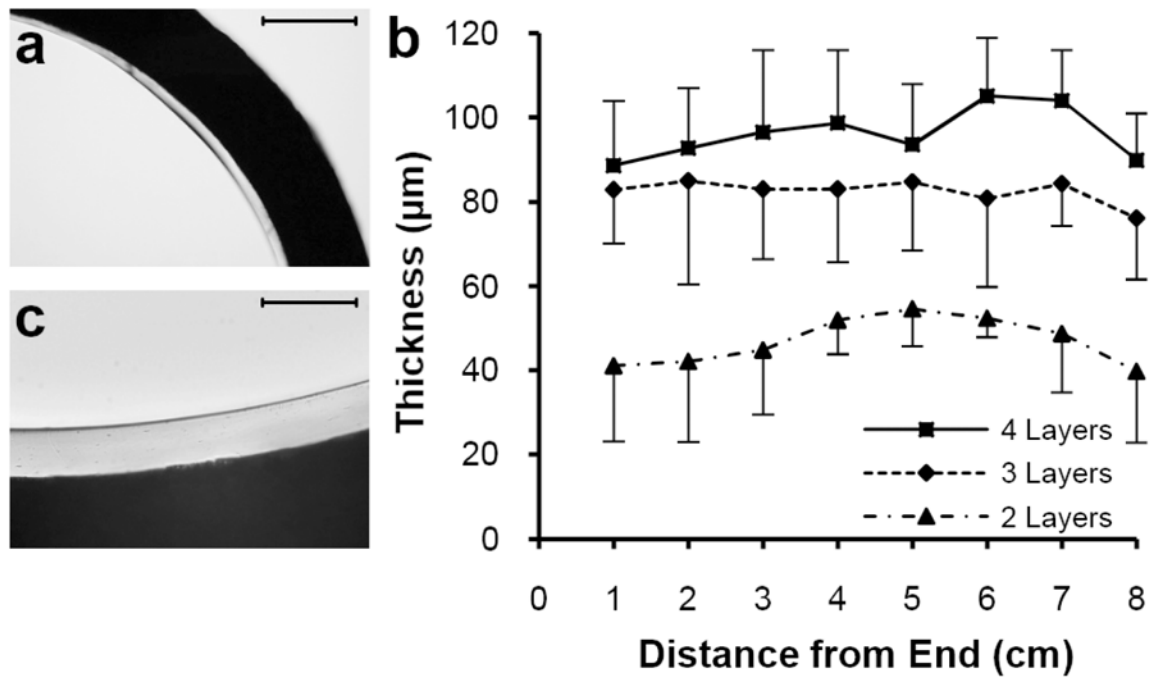 a
b
c
120
100
80
60
40
20
0
Thickness (µm)
4 Layers
3 Layers
2 Layers
0 1 2 3 4 5 6 7 8
Distance from End (cm)